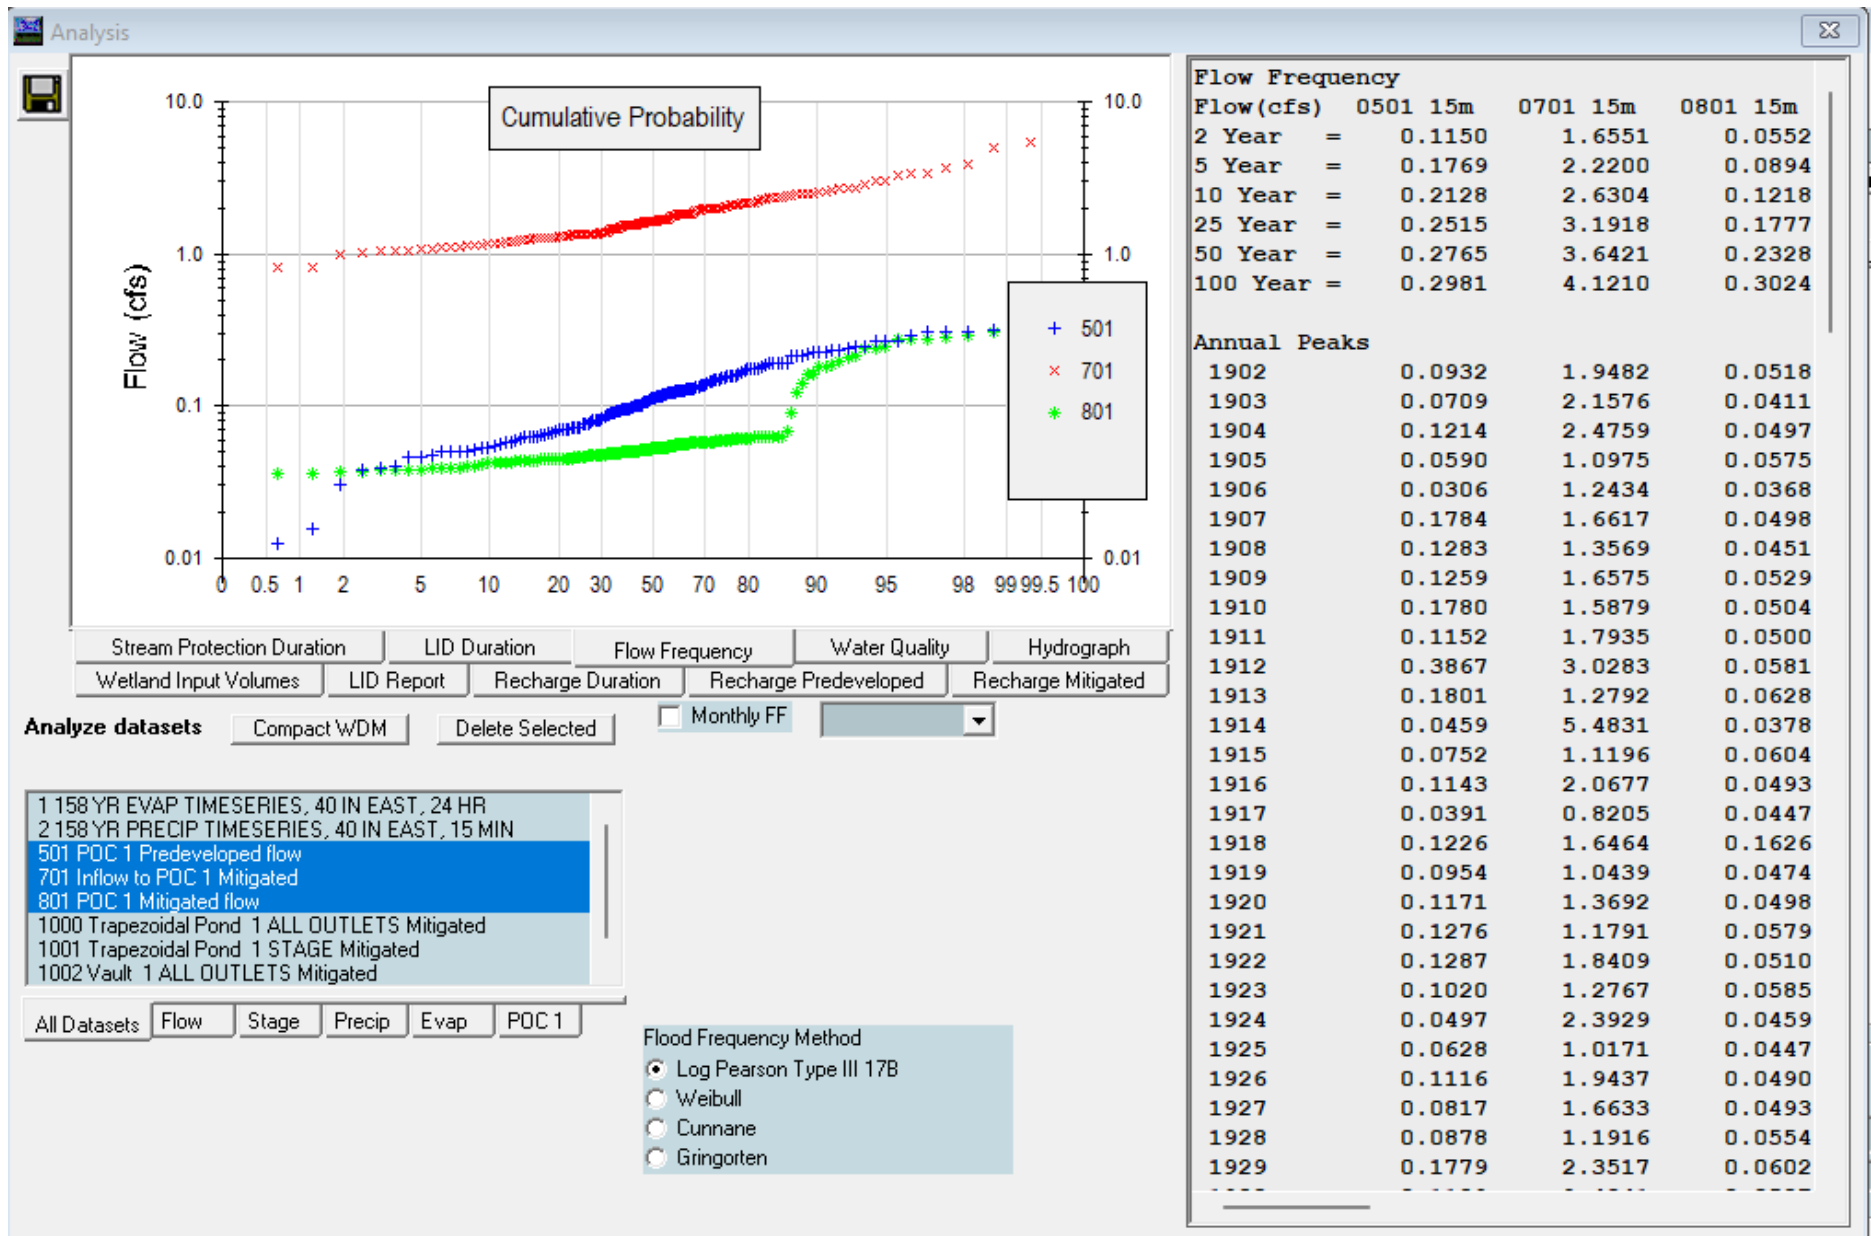 Analysis
Cumulative Probability
10.0
1.0
0.1
0.01
Flow (cfs)
10.0
1.0
0.01
501
701
801
0 0.5 1 2 5 10 20 30 50 70 80 90 95 98 99 99.5 100
Stream Protection Duration LID Duration Flow Frequency Water Quality Hydrograph
Wetland Input Volumes LID Report Recharge Duration Recharge Predeveloped Recharge Mitigated
Analyze datasets Compact WDM Delete Selected Monthly FF
1 158 YR EVAP TIMESERIES, 40 IN EAST, 24 HR
2 158 YR PRECIP TIMESERIES, 40 IN EAST, 15 MIN
501 POC 1 Predeveloped flow
701 Inflow to POC 1 Mitigated
801 POC 1 Mitigated flow
1000 Trapezoidal Pond 1 ALL OUTLETS Mitigated
1001 Trapezoidal Pond 1 STAGE Mitigated
1002 Vault 1 ALL OUTLETS Mitigated
All Datasets Flow Stage Precip Evap POC 1
Flood Frequency Method
Log Pearson Type III 17B
Weibull
Cunnane
Gringorten
Flow Frequency
Flow(cfs) 0501 15m 0701 15m 0801 15m
2 Year = 0.1150 1.6551 0.0552
5 Year = 0.1769 2.2200 0.0894
10 Year = 0.2128 2.6304 0.1218
25 Year = 0.2515 3.1918 0.1777
50 Year = 0.2765 3.6421 0.2328
100 Year = 0.2981 4.1210 0.3024
Annual Peaks
1902 0.0932 1.9482 0.0518
1903 0.0709 2.1576 0.0411
1904 0.1214 2.4759 0.0497
1905 0.0590 1.0975 0.0575
1906 0.0306 1.2434 0.0368
1907 0.1784 1.6617 0.0498
1908 0.1283 1.3569 0.0451
1909 0.1259 1.6575 0.0529
1910 0.1780 1.5879 0.0504
1911 0.1152 1.7935 0.0500
1912 0.3867 3.0283 0.0581
1913 0.1801 1.2792 0.0628
1914 0.0459 5.4831 0.0378
1915 0.0752 1.1196 0.0604
1916 0.1143 2.0677 0.0493
1917 0.0391 0.8205 0.0447
1918 0.1226 1.6464 0.1626
1919 0.0954 1.0439 0.0474
1920 0.1171 1.3692 0.0498
1921 0.1276 1.1791 0.0579
1922 0.1287 1.8409 0.0510
1923 0.1020 1.2767 0.0585
1924 0.0497 2.3929 0.0459
1925 0.0628 1.0171 0.0447
1926 0.1116 1.9437 0.0490
1927 0.0817 1.6633 0.0493
1928 0.0878 1.1916 0.0554
1929 0.1779 2.3517 0.0602